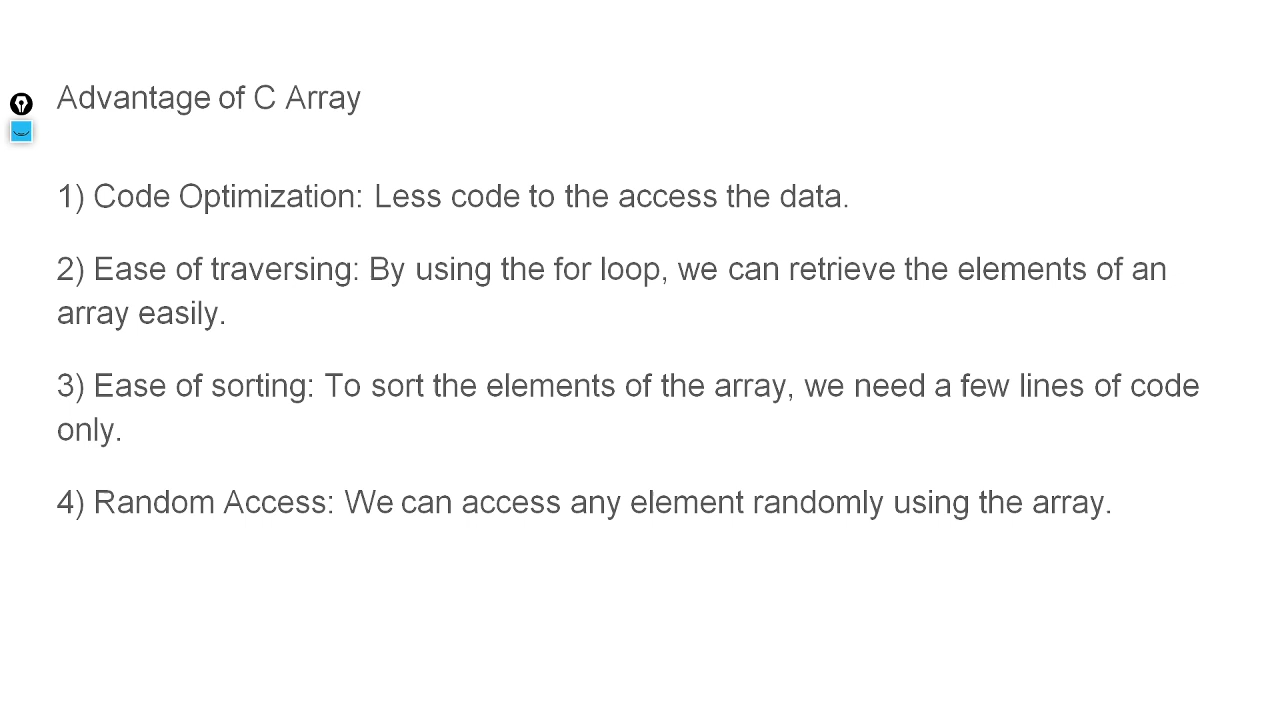 Advantage of C Array
1) Code Optimization: Less code to the access the data.
2) Ease of traversing: By using the for loop, we can retrieve the elements of an
array easily.
3) Ease of sorting: To sort the elements of the array, we need a few lines of code
only.
4) Random Access: We can access any element randomly using the array.